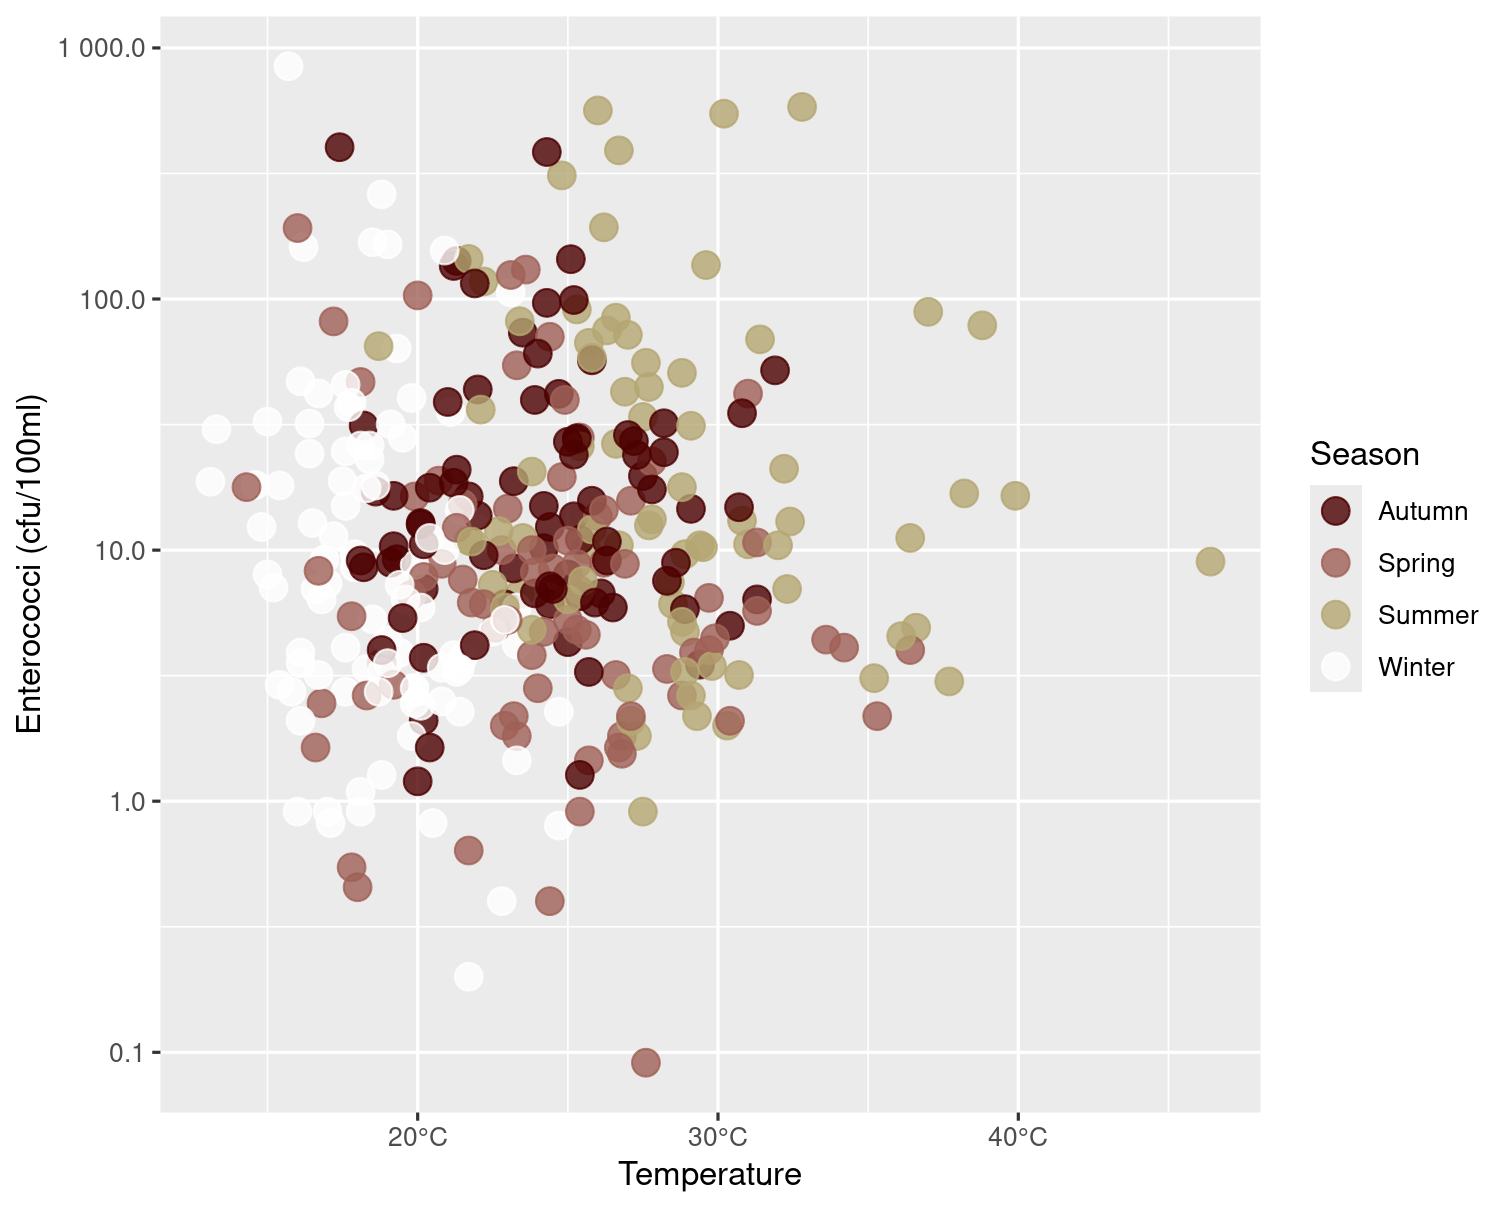 1 000.0
100.0
10.0
1.0
0.1
Enterococci (cfu/100ml)
20°C
30°C
40°C
Temperature
Season
Autumn
Spring
Summer
Winter